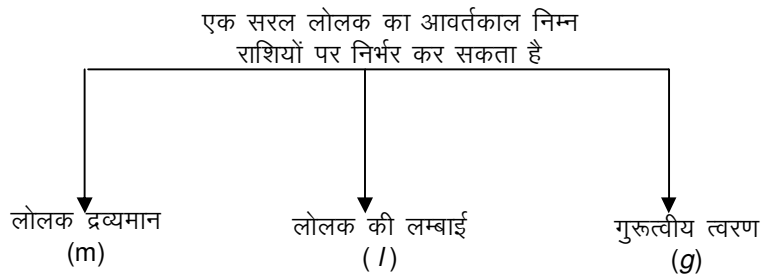 एक सरल लोलक का आवर्तकाल निम्न
राशियों पर निर्भर कर सकता है
लोलक द्रव्यमान
(m)
लोलक की लम्बाई
(l)
गुरूत्वीय त्वरण
(g)